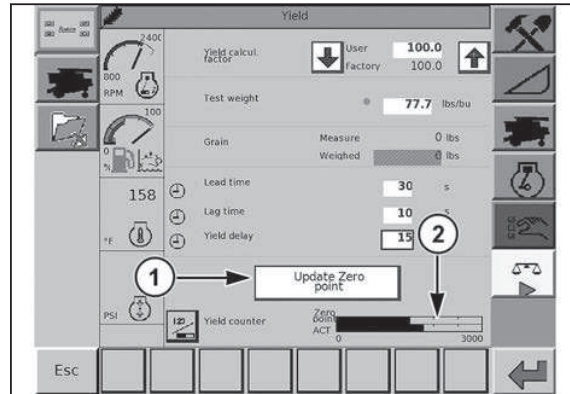 Yield
2400
800
RPM
Yield calcul.
factor
User
100.0
Factory
100.0
Test weight
77.7
lbs/bu
100
0
%
Grain
Measure
0 lbs
Weighed
0 lbs
158
°F
Lead time
30
s
Lag time
10
s
Yield delay
15
2
1
Update Zero
point
PSI
123
Yield counter
Zero
point
ACT
0
3000
Esc